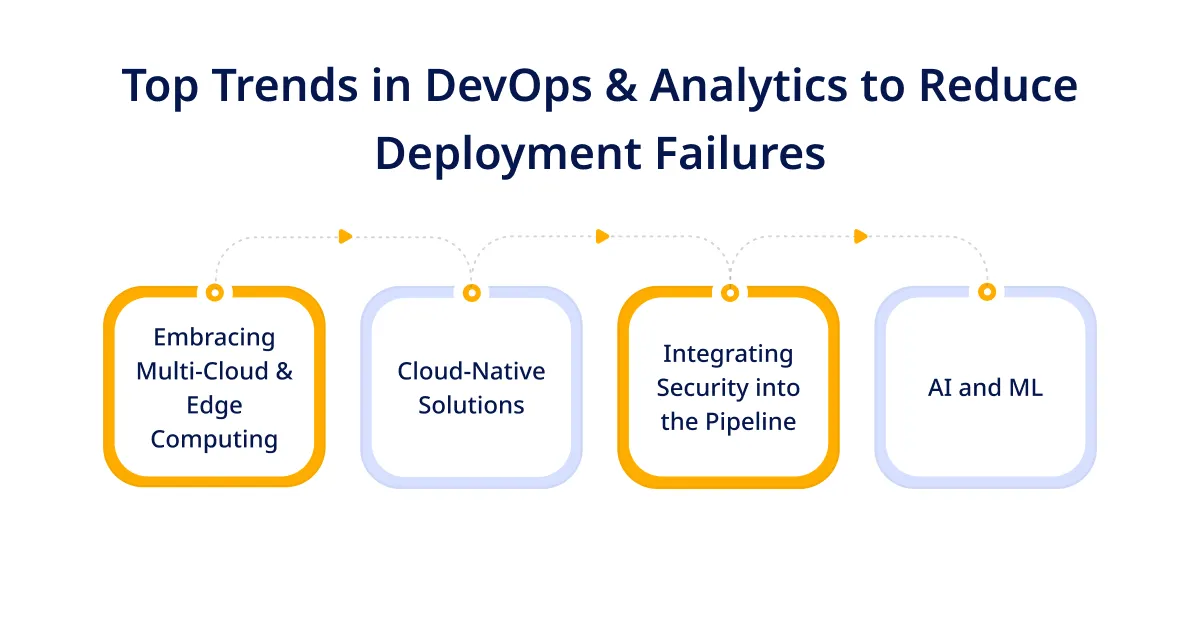 Top Trends in DevOps & Analytics to Reduce
Deployment Failures
Embracing
Multi-Cloud &
Edge
Computing
Cloud-Native
Solutions
Integrating
Security into
the Pipeline
AI and ML